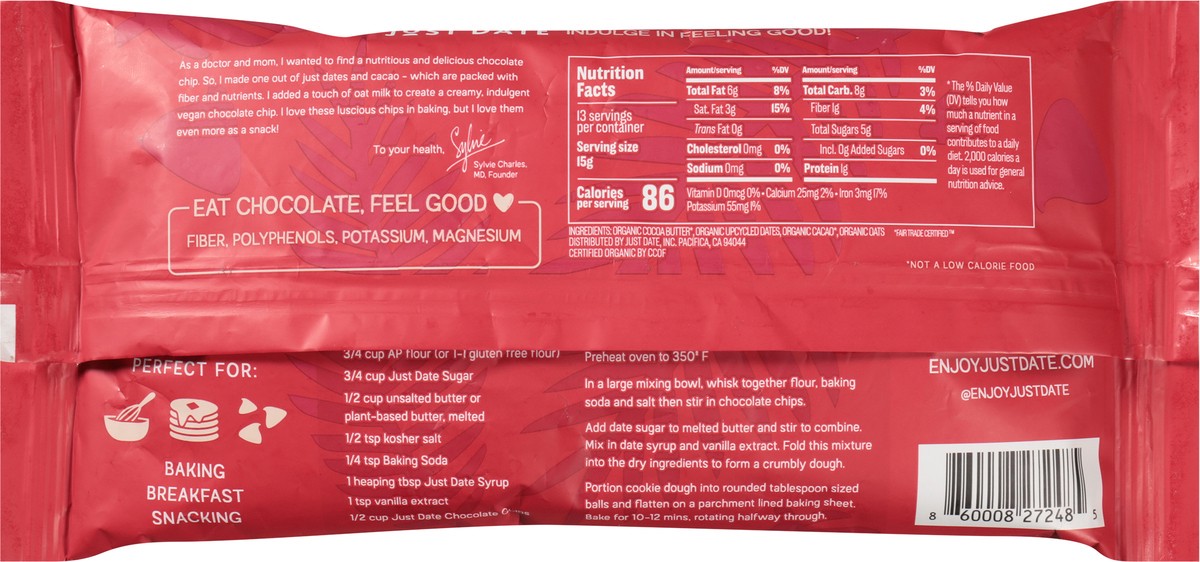 JUST DATE INDULGE IN FEELING GOOD!
As a doctor and mom, I wanted to find a nutritious and delicious chocolate
chip. So, I made one out of just dates and cacao - which are packed with
fiber and nutrients. I added a touch of oat milk to create a creamy, indulgent
vegan chocolate chip. I love these luscious chips in baking, but I love them
even more as a snack!
To your health, Sylvie
Sylvie Charles,
MD, Founder
EAT CHOCOLATE, FEEL GOOD
FIBER, POLYPHENOLS, POTASSIUM, MAGNESIUM
Nutrition
Facts
13 servings
per container
Serving size
15g
Calories
per serving 86
Amount/serving %DV
Total Fat 6g 8%
Sat. Fat 3g 15%
Trans Fat 0g
Cholesterol 0mg 0%
Sodium 0mg 0%
Amount/serving %DV
Total Carb. 8g 3%
Fiber 1g 4%
Total Sugars 5g
Incl. 0g Added Sugars 0%
Protein 1g
Vitamin D 0mcg 0% • Calcium 25mg 2% • Iron 3mg 17%
Potassium 55mg 1%
* The % Daily Value
(DV) tells you how
much a nutrient in a
serving of food
contributes to a daily
diet. 2,000 calories a
day is used for general
nutrition advice.
INGREDIENTS: ORGANIC COCOA BUTTER*, ORGANIC UPCYCLED DATES, ORGANIC CACAO*, ORGANIC OATS *FAIR TRADE CERTIFIED™
DISTRIBUTED BY JUST DATE, INC. PACIFICA, CA 94044
CERTIFIED ORGANIC BY CCOF
*NOT A LOW CALORIE FOOD
PERFECT FOR:
BAKING
BREAKFAST
SNACKING
3/4 cup AP flour (or 1-1 gluten free flour)
3/4 cup Just Date Sugar
1/2 cup unsalted butter or
plant-based butter, melted
1/2 tsp kosher salt
1/4 tsp Baking Soda
1 heaping tbsp Just Date Syrup
1 tsp vanilla extract
1/2 cup Just Date Chocolate Chips
Preheat oven to 350° F
In a large mixing bowl, whisk together flour, baking
soda and salt then stir in chocolate chips.
Add date sugar to melted butter and stir to combine.
Mix in date syrup and vanilla extract. Fold this mixture
into the dry ingredients to form a crumbly dough.
Portion cookie dough into rounded tablespoon sized
balls and flatten on a parchment lined baking sheet.
Bake for 10-12 mins, rotating halfway through.
ENJOYJUSTDATE.COM
@ENJOYJUSTDATE
8 60008 27248 5